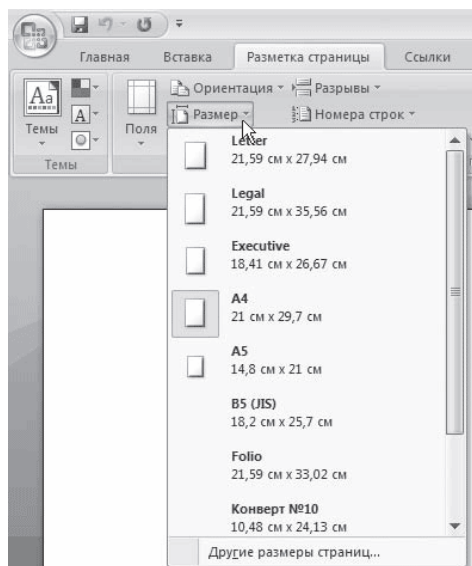 Главная Вставка Разметка страницы Ссылки
Aa
Темы
A
Поля
Ориентация Разрывы
Размер Номера строк
Темы
Letter
21,59 см x 27,94 см
Legal
21,59 см x 35,56 см
Executive
18,41 см x 26,67 см
A4
21 см x 29,7 см
A5
14,8 см x 21 см
B5 (JIS)
18,2 см x 25,7 см
Folio
21,59 см x 33,02 см
Конверт №10
10,48 см x 24,13 см
Другие размеры страниц...